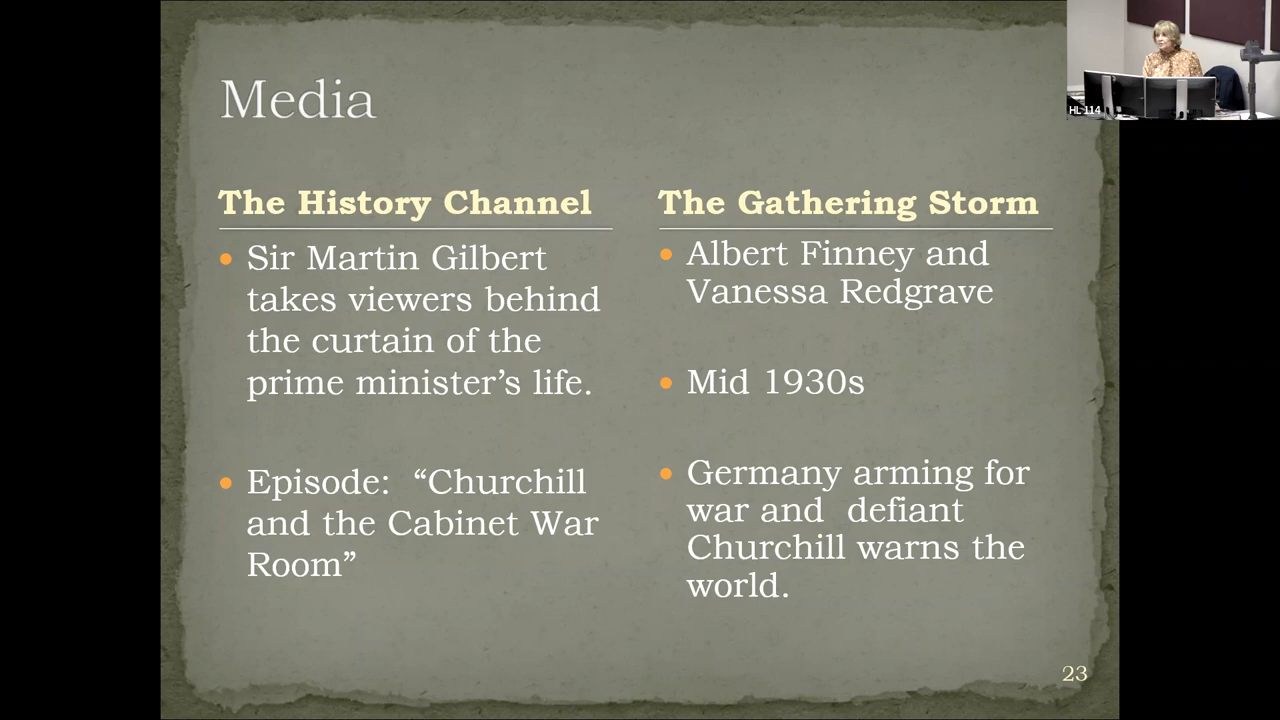 Media
HL 114
The History Channel
Sir Martin Gilbert
takes viewers behind
the curtain of the
prime minister’s life.
Episode:  “Churchill
and the Cabinet War
Room”
The Gathering Storm
Albert Finney and
Vanessa Redgrave
Mid 1930s
Germany arming for
war and  defiant
Churchill warns the
world.
23